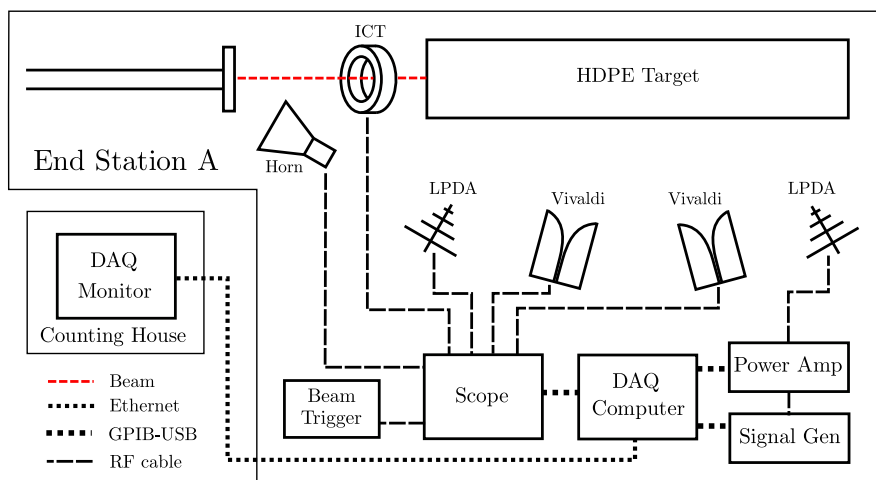 ICT
HDPE Target
End Station A
Horn
LPDA
Vivaldi
Vivaldi
LPDA
DAQ
Monitor
Counting House
Beam
Trigger
Scope
DAQ
Computer
Power Amp
Signal Gen
Beam
Ethernet
GPIB-USB
RF cable